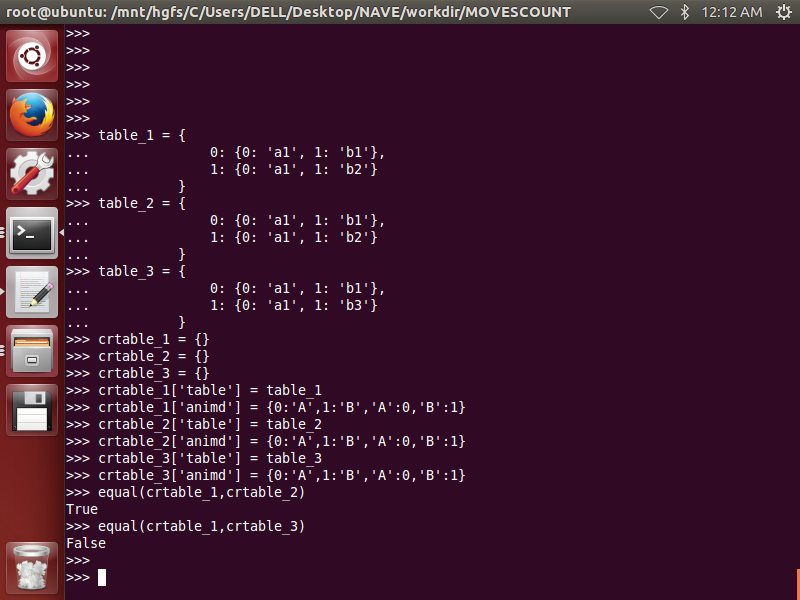 root@ubuntu: /mnt/hgfs/C/Users/DELL/Desktop/NAVE/workdir/MOVESCOUNT 12:12 AM
>>>
>>>
>>>
>>>
>>>
>>>
>>> table_1 = {
...               0: {0: 'a1', 1: 'b1'},
...               1: {0: 'a1', 1: 'b2'}
...           }
>>> table_2 = {
...               0: {0: 'a1', 1: 'b1'},
...               1: {0: 'a1', 1: 'b2'}
...           }
>>> table_3 = {
...               0: {0: 'a1', 1: 'b1'},
...               1: {0: 'a1', 1: 'b3'}
...           }
>>> crtable_1 = {}
>>> crtable_2 = {}
>>> crtable_3 = {}
>>> crtable_1['table'] = table_1
>>> crtable_1['animd'] = {0:'A',1:'B','A':0,'B':1}
>>> crtable_2['table'] = table_2
>>> crtable_2['animd'] = {0:'A',1:'B','A':0,'B':1}
>>> crtable_3['table'] = table_3
>>> crtable_3['animd'] = {0:'A',1:'B','A':0,'B':1}
>>> equal(crtable_1,crtable_2)
True
>>> equal(crtable_1,crtable_3)
False
>>>
>>>